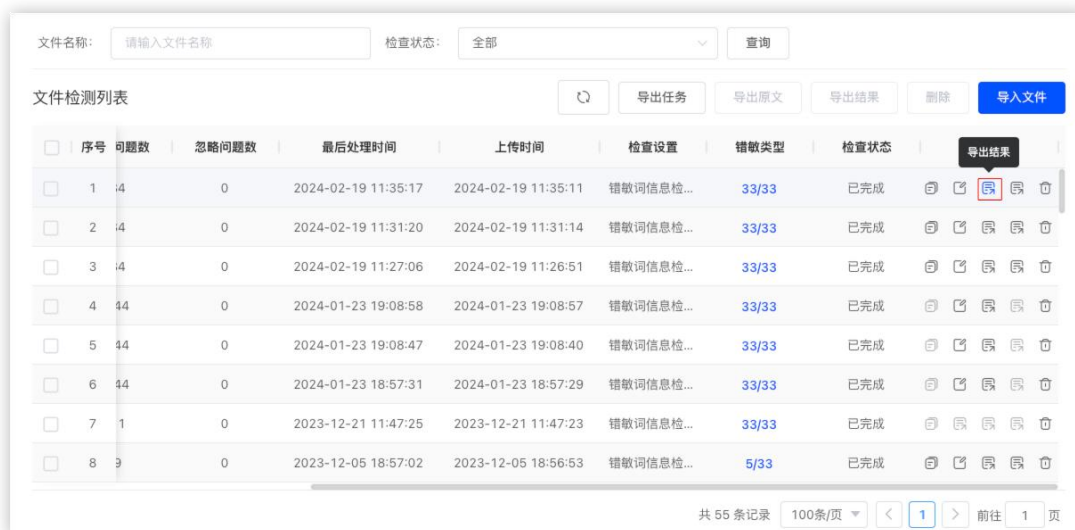 文件名称: 请输入文件名称 检查状态: 全部 查询
文件检测列表 导出任务 导出原文 导出结果 删除 导入文件
序号 问题数 忽略问题数 最后处理时间 上传时间 检查设置 错敏类型 检查状态 导出结果
1 34 0 2024-02-19 11:35:17 2024-02-19 11:35:11 错敏词信息检... 33/33 已完成
2 34 0 2024-02-19 11:31:20 2024-02-19 11:31:14 错敏词信息检... 33/33 已完成
3 34 0 2024-02-19 11:27:06 2024-02-19 11:26:51 错敏词信息检... 33/33 已完成
4 44 0 2024-01-23 19:08:58 2024-01-23 19:08:57 错敏词信息检... 33/33 已完成
5 44 0 2024-01-23 19:08:47 2024-01-23 19:08:40 错敏词信息检... 33/33 已完成
6 44 0 2024-01-23 18:57:31 2024-01-23 18:57:29 错敏词信息检... 33/33 已完成
7 1 0 2023-12-21 11:47:25 2023-12-21 11:47:23 错敏词信息检... 33/33 已完成
8 9 0 2023-12-05 18:57:02 2023-12-05 18:56:53 错敏词信息检... 5/33 已完成
共 55 条记录 100条/页 1 前往 1 页